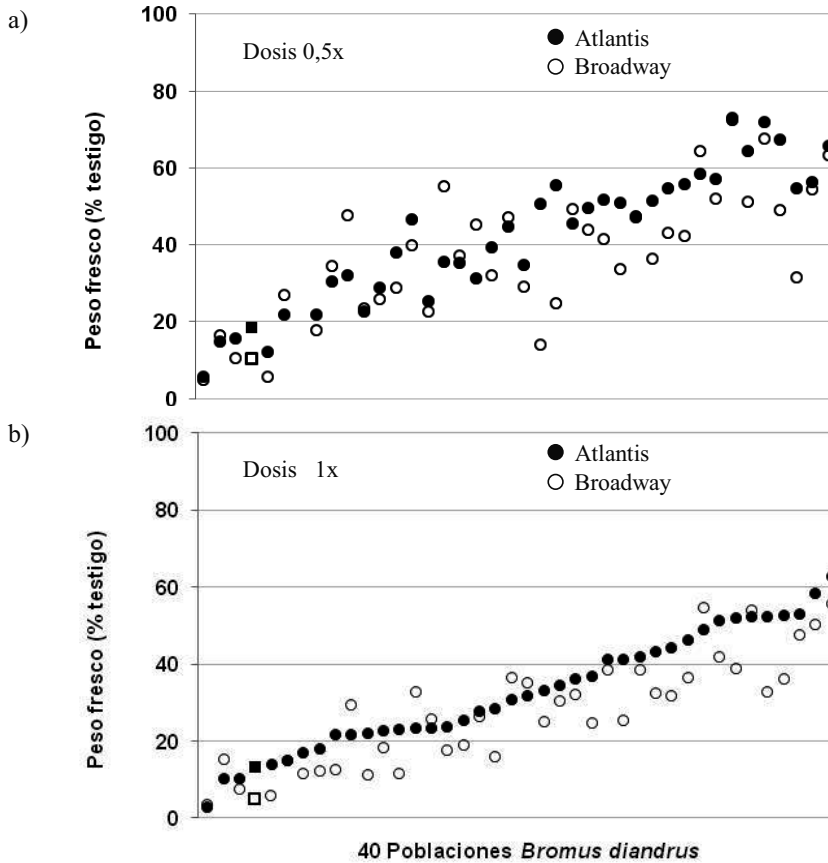 a)
100
Dosis 0,5x
Atlantis
Broadway
80
60
40
20
0
Peso fresco (% testigo)
b)
100
Dosis 1x
Atlantis
Broadway
80
60
40
20
0
Peso fresco (% testigo)
40 Poblaciones Bromus diandrus